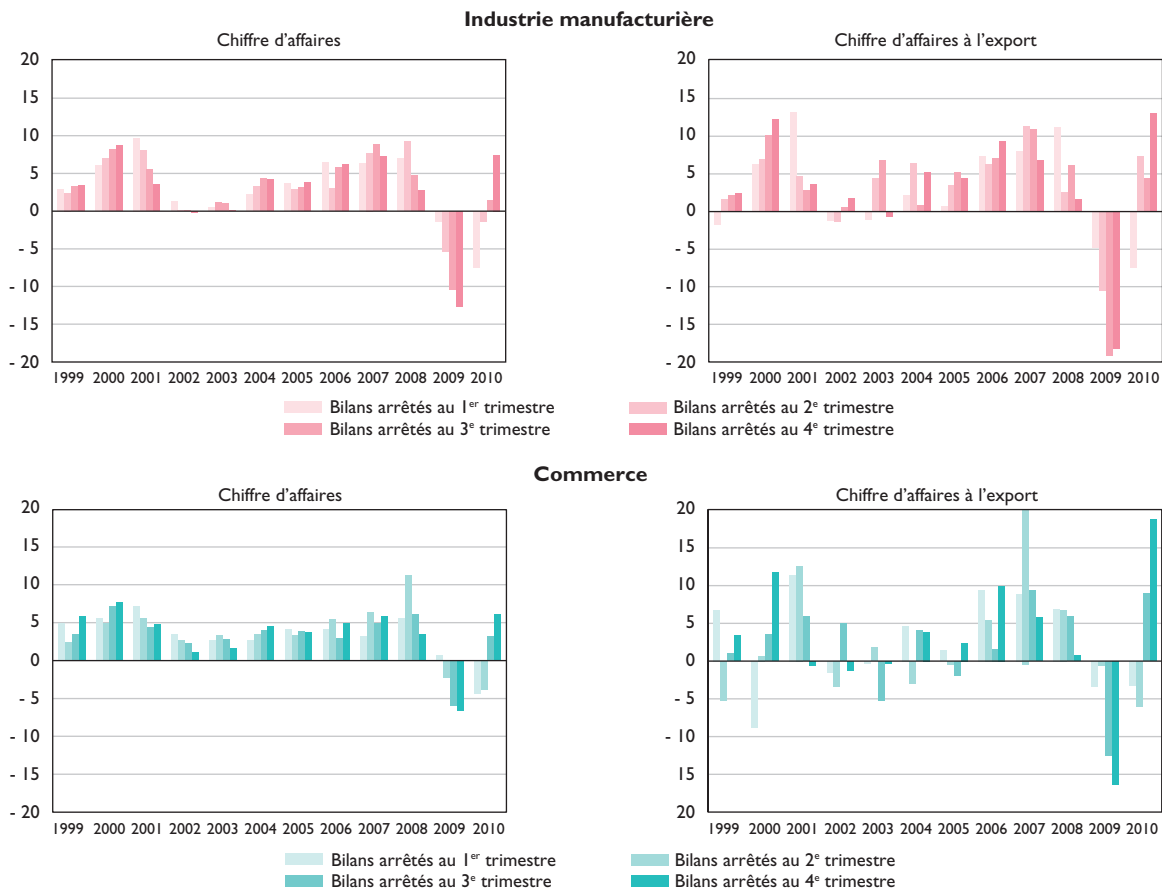 Industrie manufacturière
Chiffre d'affaires
20
15
10
5
0
- 5
- 10
- 15
- 20
1999 2000 2001 2002 2003 2004 2005 2006 2007 2008 2009 2010
Chiffre d'affaires à l'export
20
15
10
5
0
- 5
- 10
- 15
- 20
1999 2000 2001 2002 2003 2004 2005 2006 2007 2008 2009 2010
Bilans arrêtés au 1er trimestre
Bilans arrêtés au 2e trimestre
Bilans arrêtés au 3e trimestre
Bilans arrêtés au 4e trimestre
Commerce
Chiffre d'affaires
20
15
10
5
0
- 5
- 10
- 15
- 20
1999 2000 2001 2002 2003 2004 2005 2006 2007 2008 2009 2010
Chiffre d'affaires à l'export
20
15
10
5
0
- 5
- 10
15
20
1999 2000 2001 2002 2003 2004 2005 2006 2007 2008 2009 2010
Bilans arrêtés au 1er trimestre
Bilans arrêtés au 2e trimestre
Bilans arrêtés au 3e trimestre
Bilans arrêtés au 4e trimestre